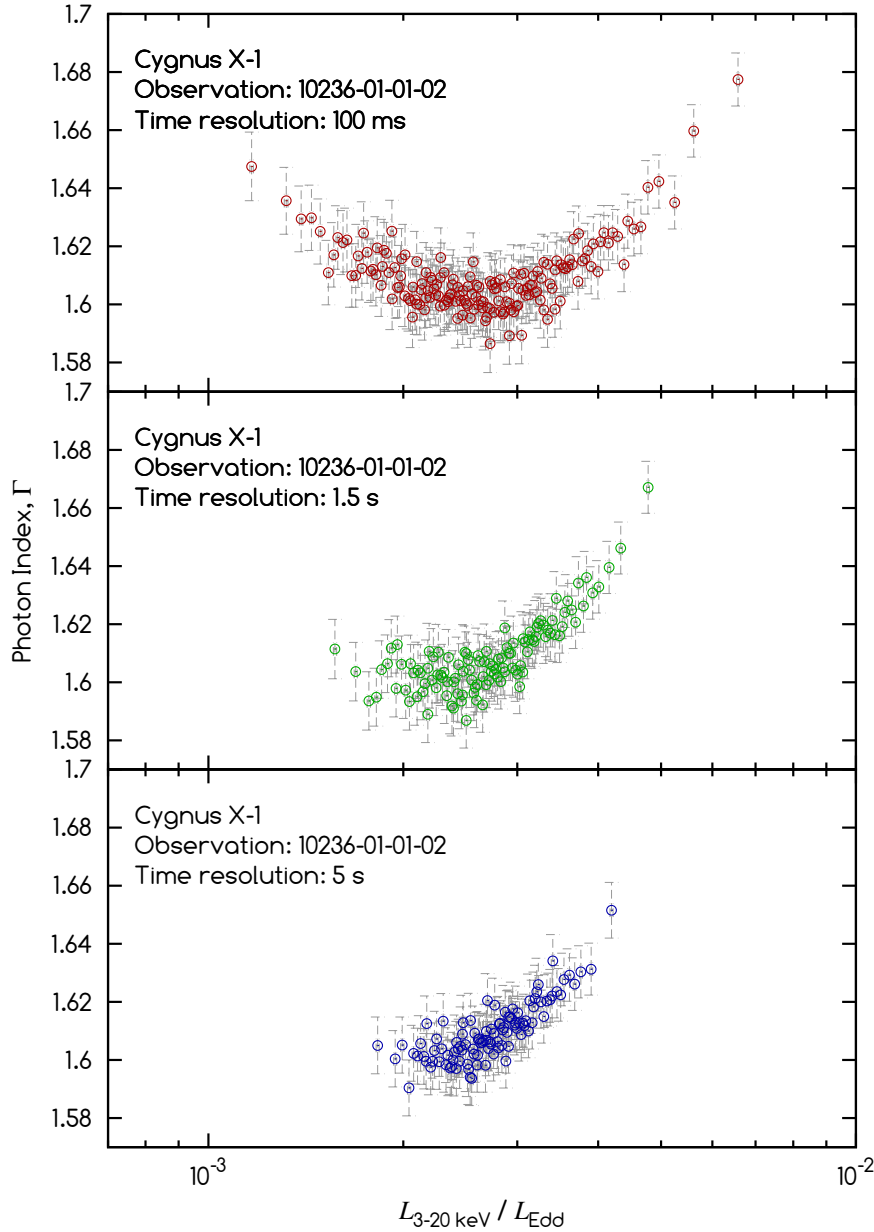 1.7
Cygnus X-1
Observation: 10236-01-01-02
Time resolution: 100 ms
1.68
1.66
1.64
1.62
1.6
1.58
1.7
Cygnus X-1
Observation: 10236-01-01-02
Time resolution: 1.5 s
1.68
1.66
1.64
1.62
1.6
1.58
Photon Index, Γ
1.7
Cygnus X-1
Observation: 10236-01-01-02
Time resolution: 5 s
1.68
1.66
1.64
1.62
1.6
1.58
10⁻³
10⁻²
L₃₋₂₀ keV / L_Edd